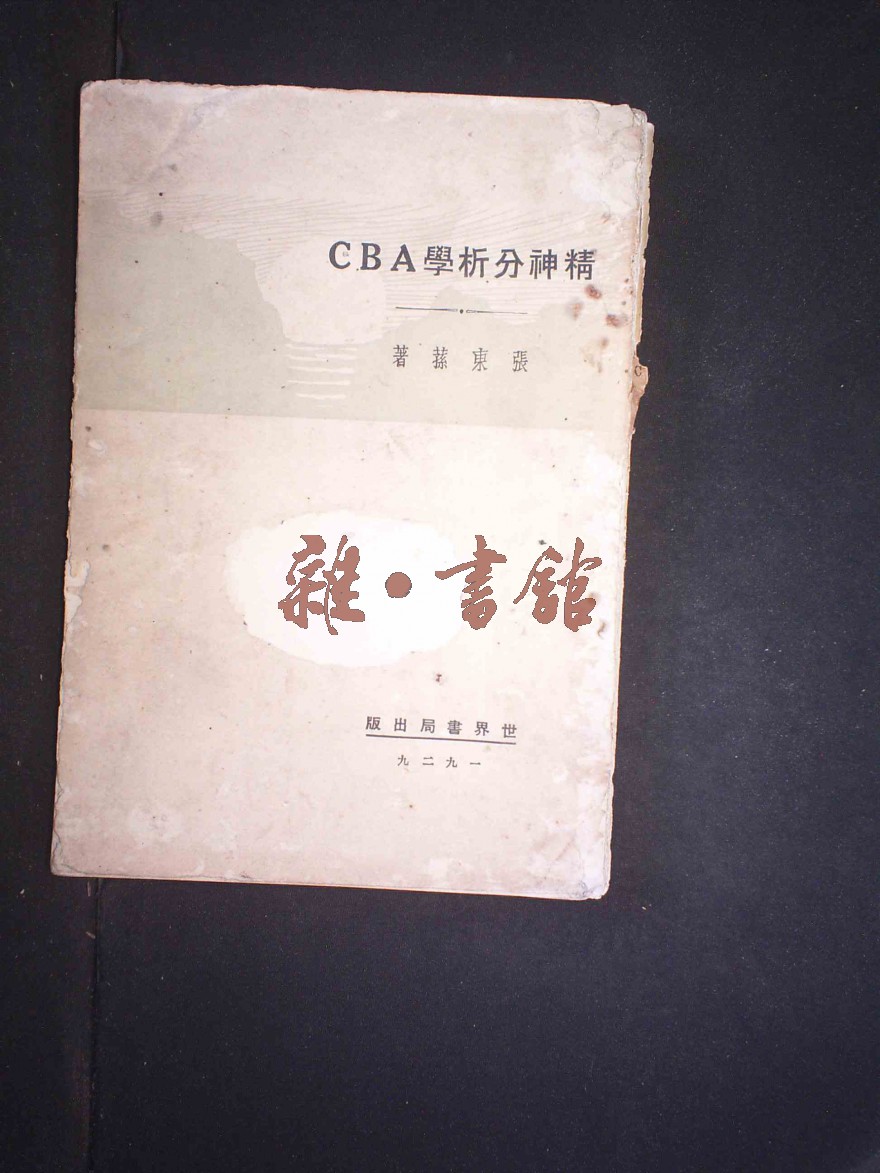 精神分析學ABC
張東蓀著
雜•書館
世界書局出版
一九二九